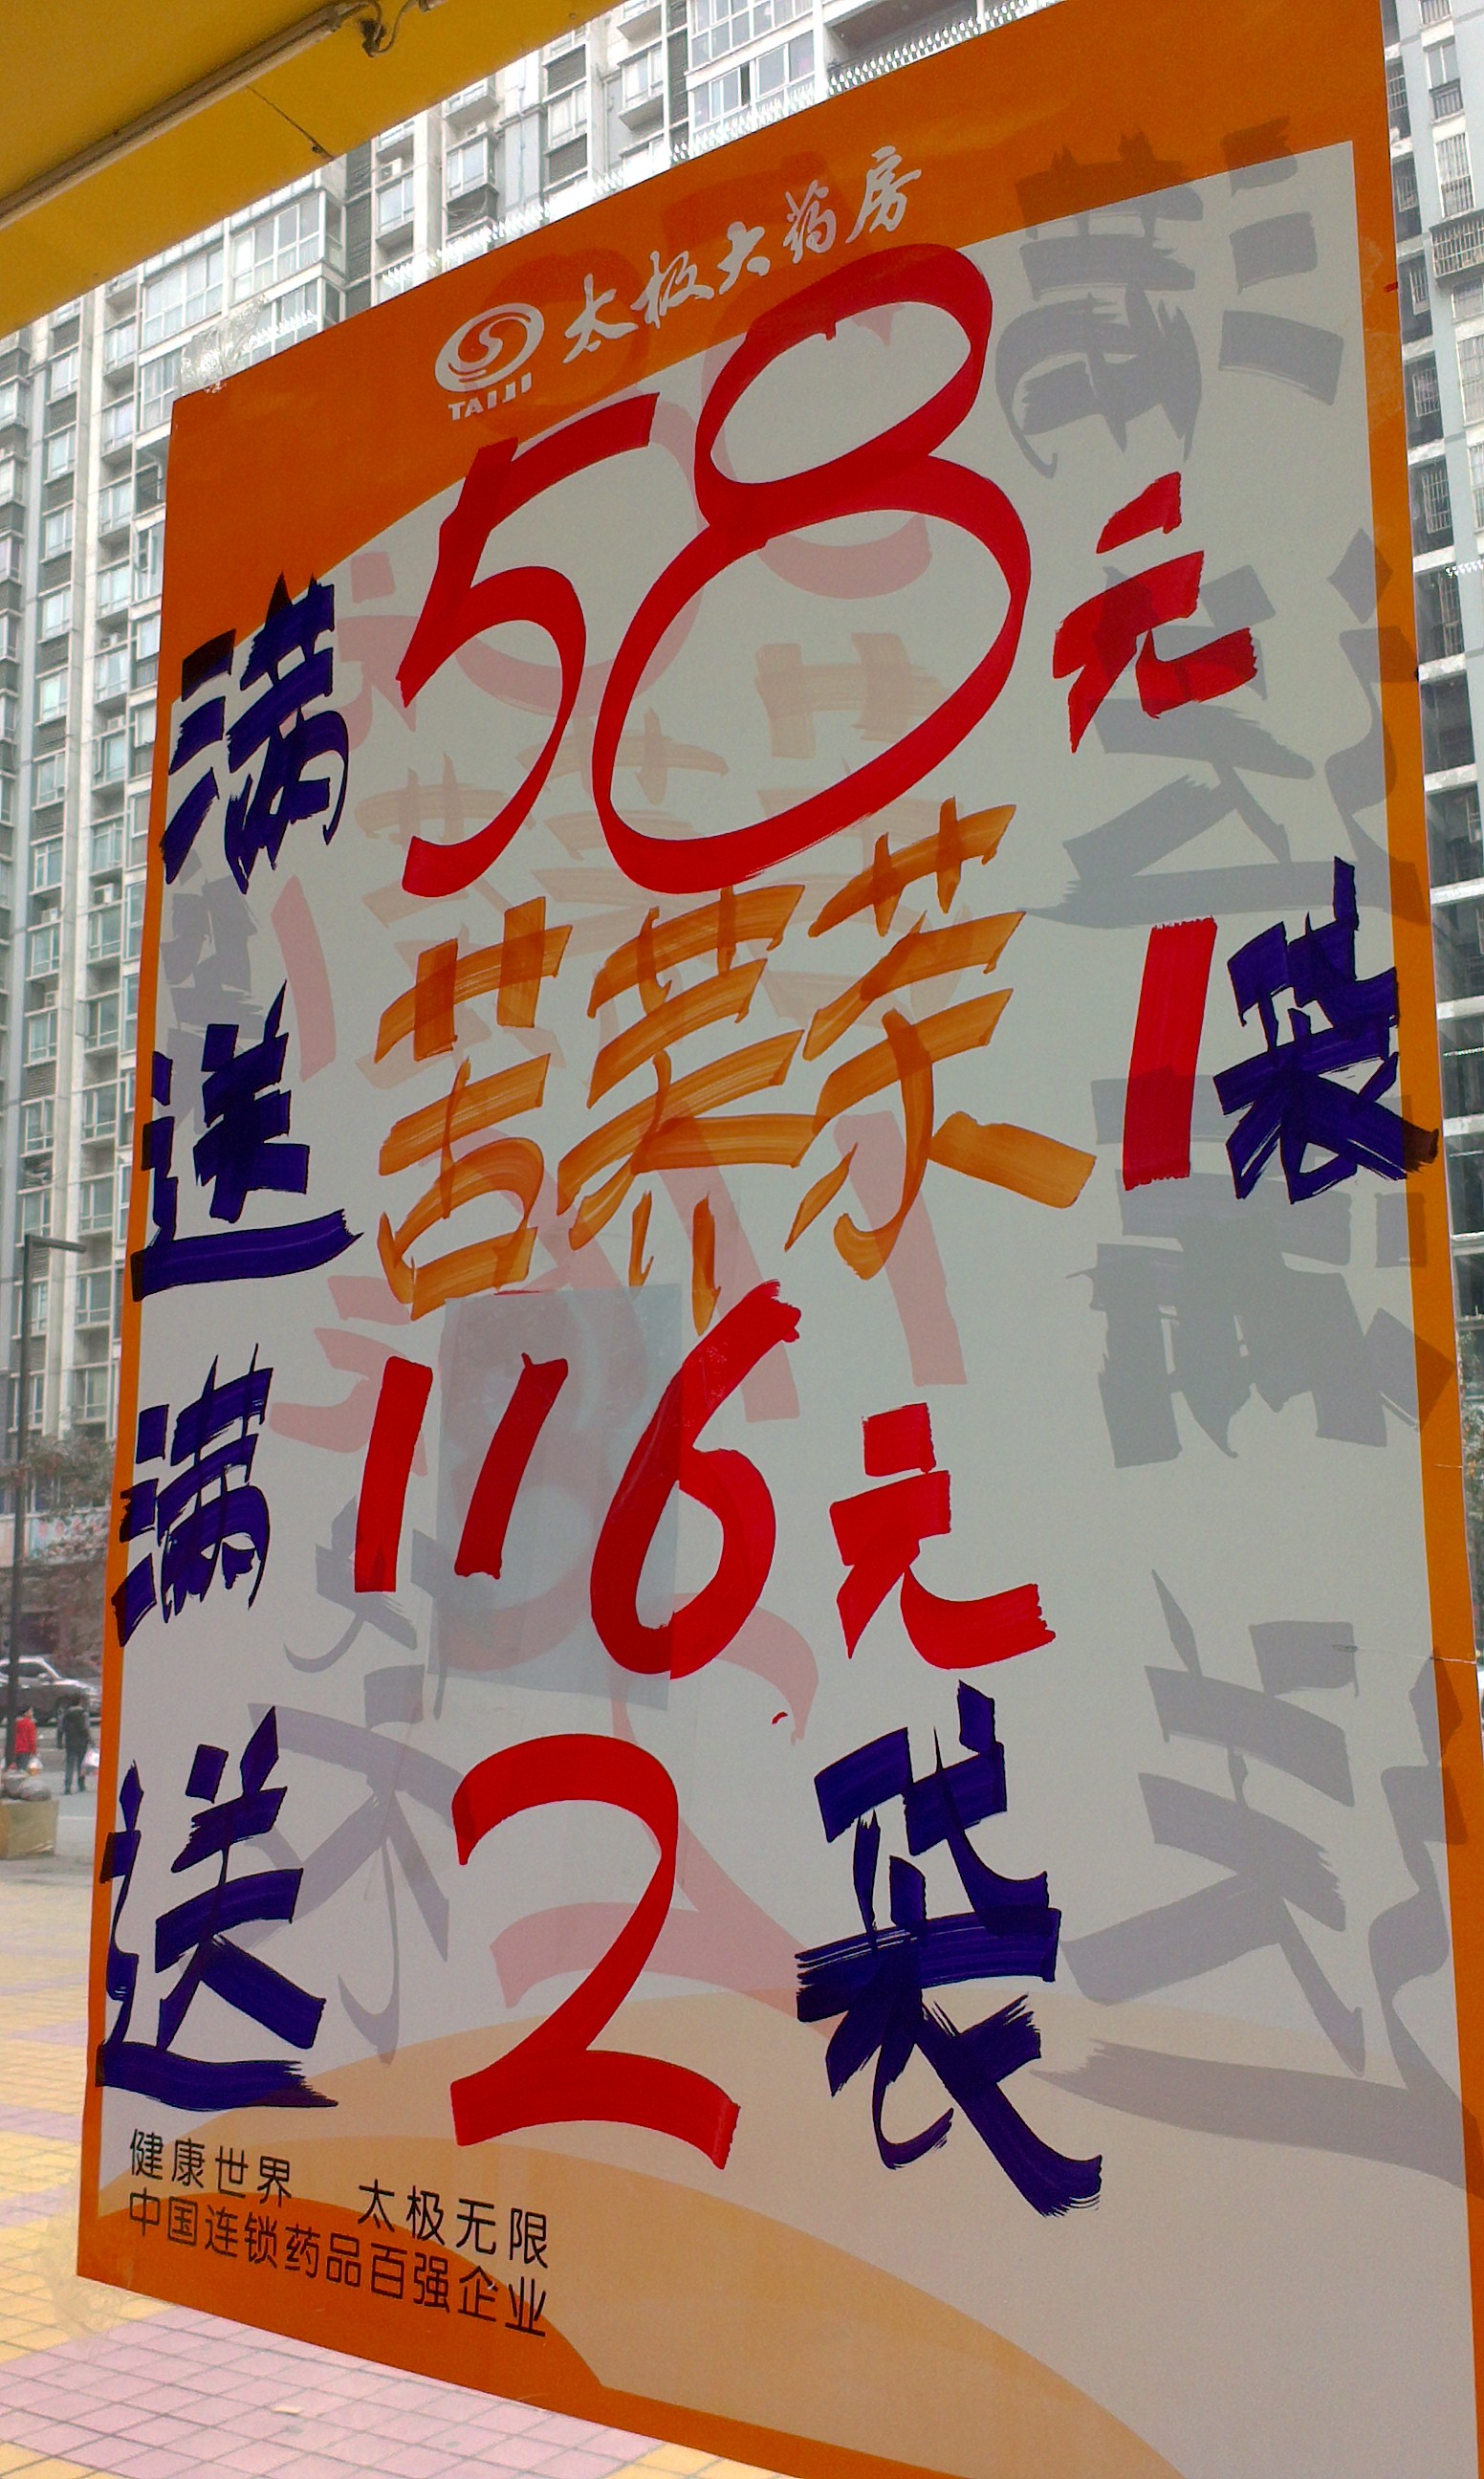 太极大药房
TAIJI
满58元
送苦荞茶1袋
满116元
送2袋
健康世界 太极无限
中国连锁药品百强企业